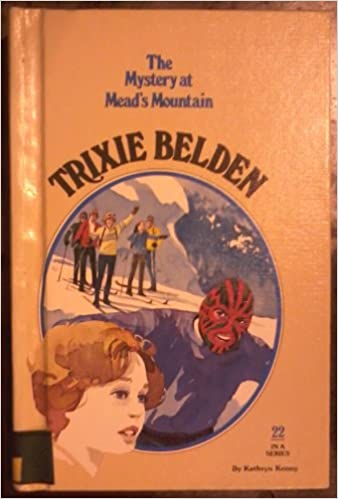 The
Mystery at
Mead's Mountain
TRIXIE BELDEN
22
IN A
SERIES
By Kathryn Kenny